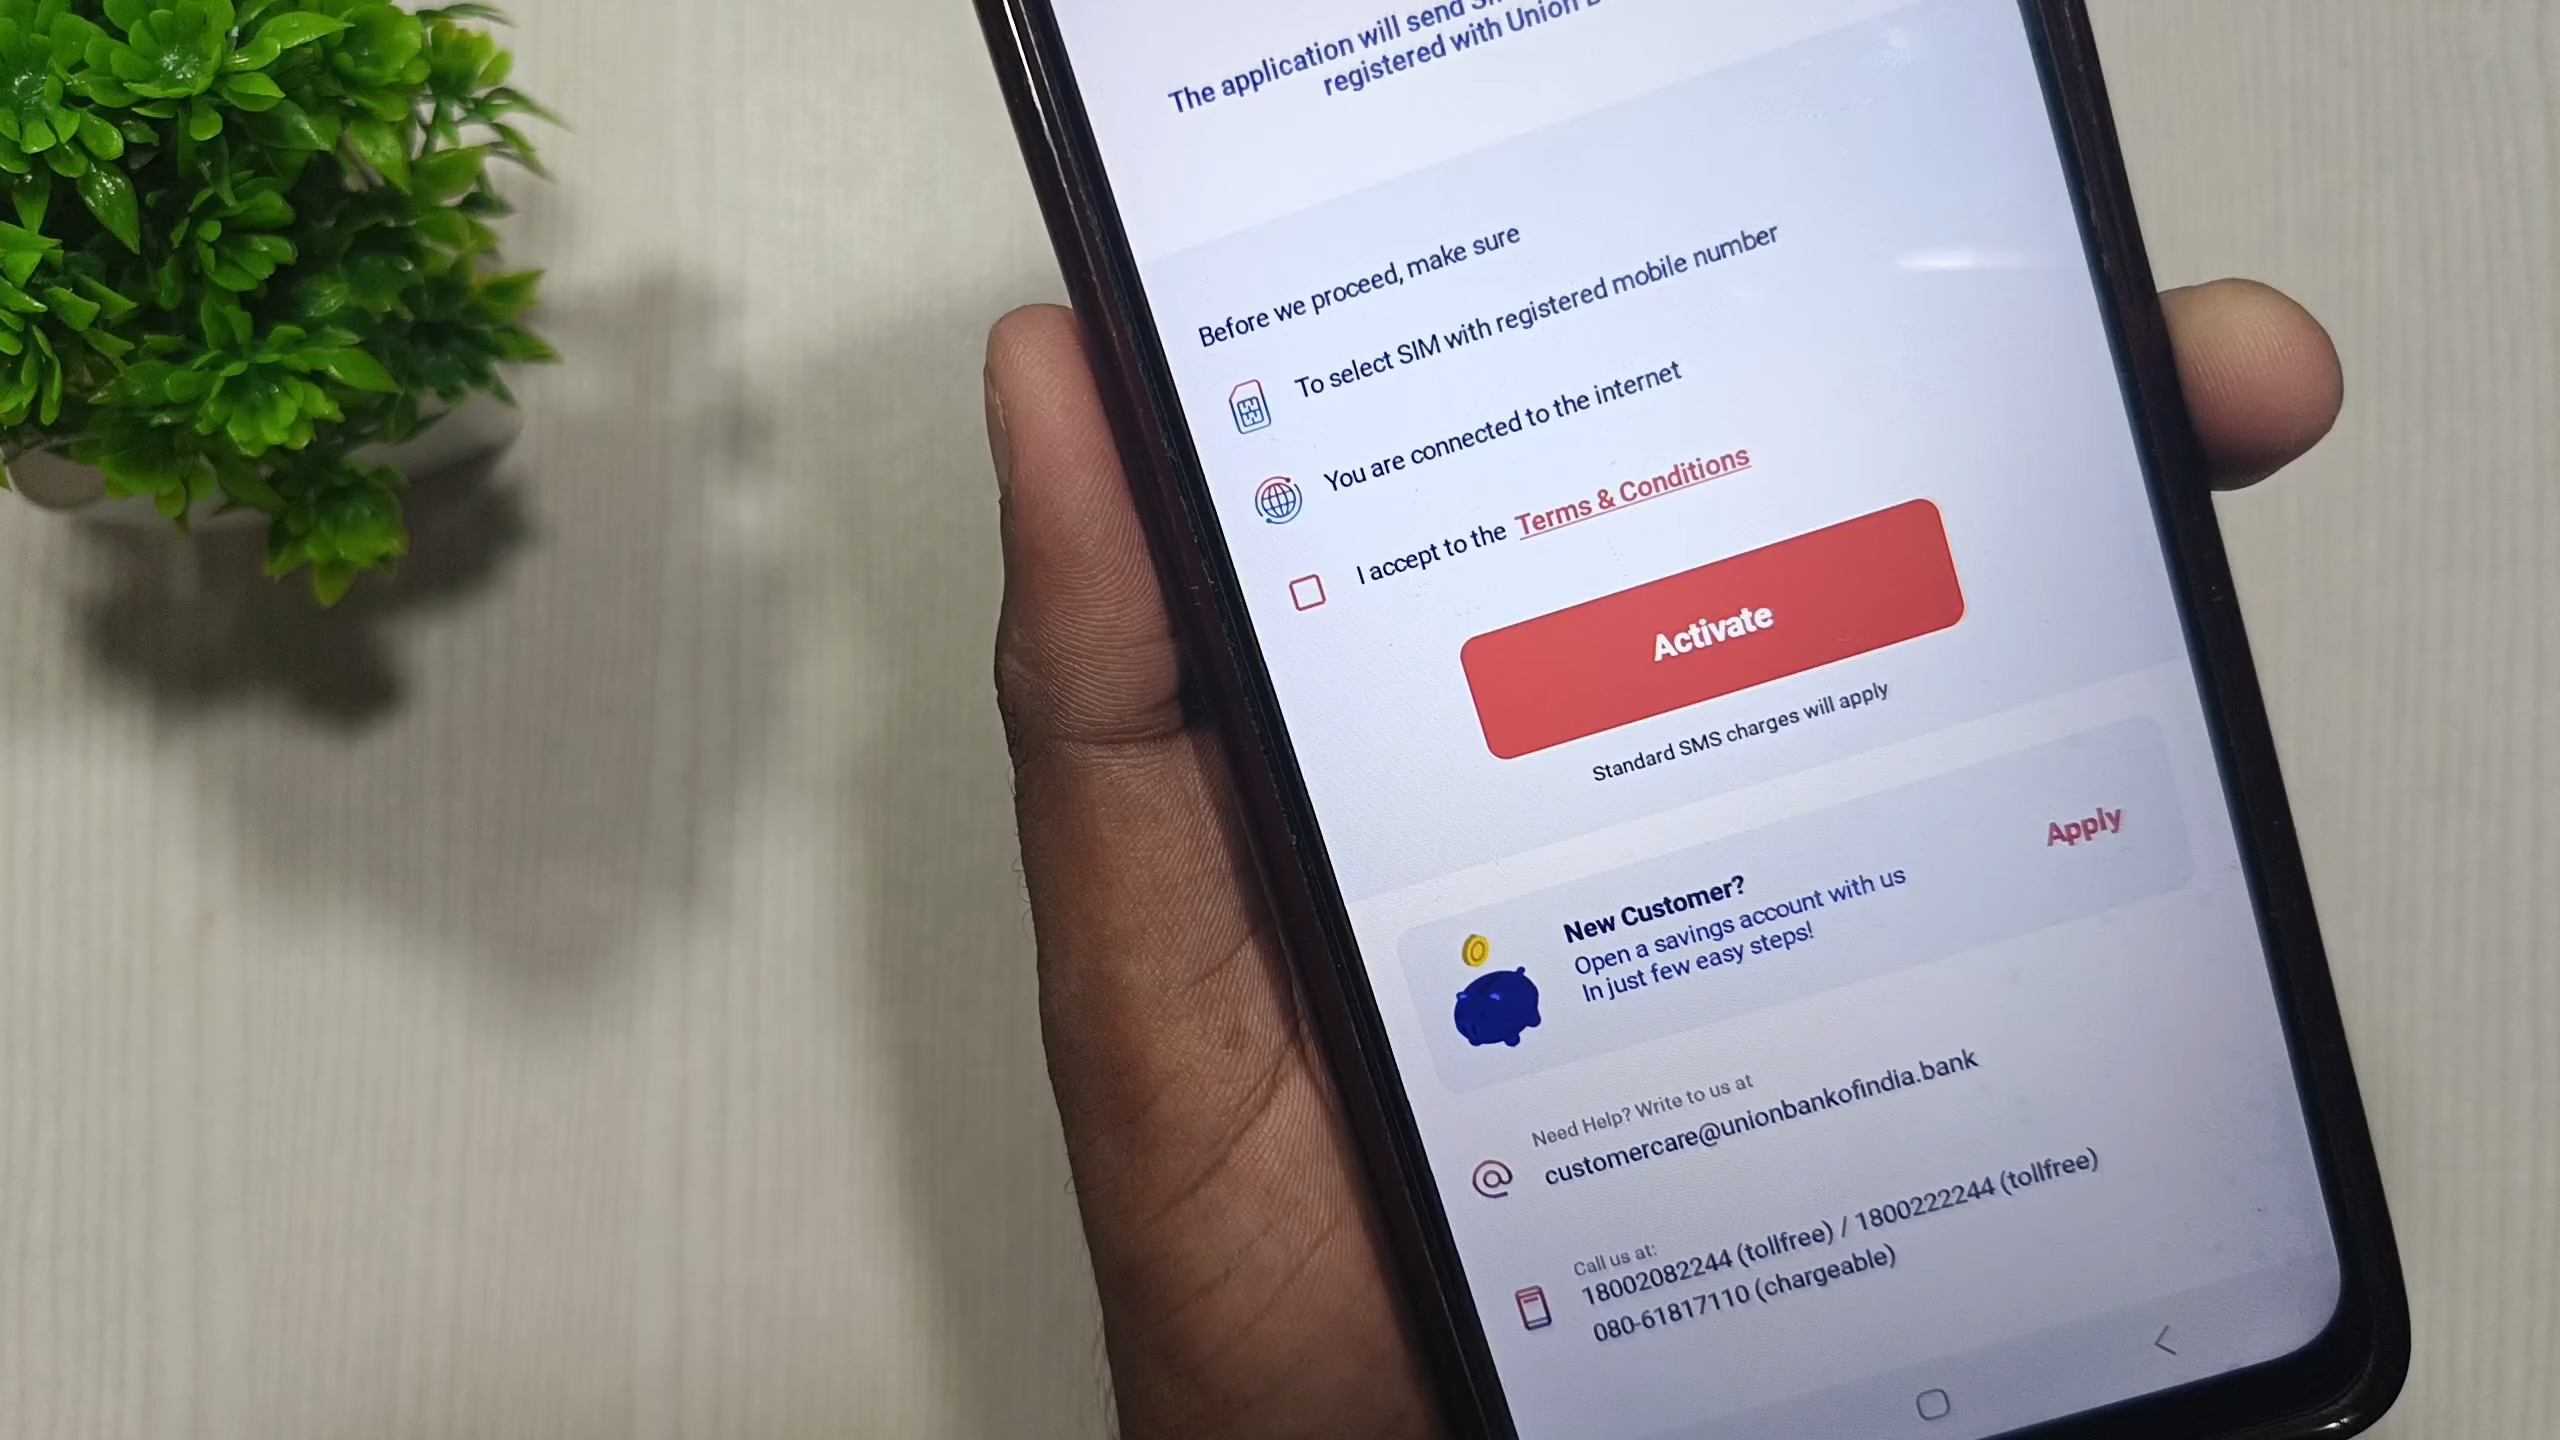 The application will send
registered with Union
Before we proceed, make sure
To select SIM with registered mobile number
You are connected to the internet
I accept to the Terms & Conditions
Activate
Standard SMS charges will apply
New Customer?
Open a savings account with us
In just few easy steps!
Apply
Need Help? Write to us at
customercare@unionbankofindia.bank
Call us at:
18002082244 (tollfree) / 1800222244 (tollfree)
080-61817110 (chargeable)